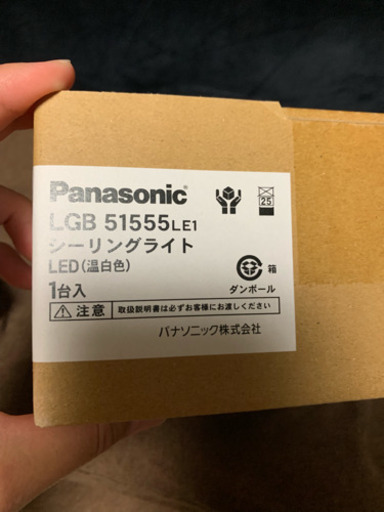 Panasonic
25
LGB 51555LE1
シーリングライト
LED(温白色)
箱
1台入
ダンボール
注意 取扱説明書は必ずお客様にお渡しください
パナソニック株式会社